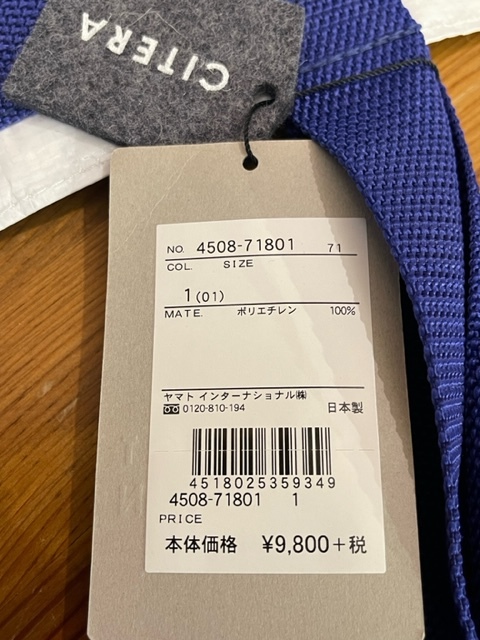 CITERA
NO. 4508-71801 71
COL. SIZE
1(01)
MATE. ポリエチレン 100%
ヤマト インターナショナル㈱
0120-810-194 日本製
4518025359349
4508-71801 1
PRICE
本体価格 ¥9,800+税